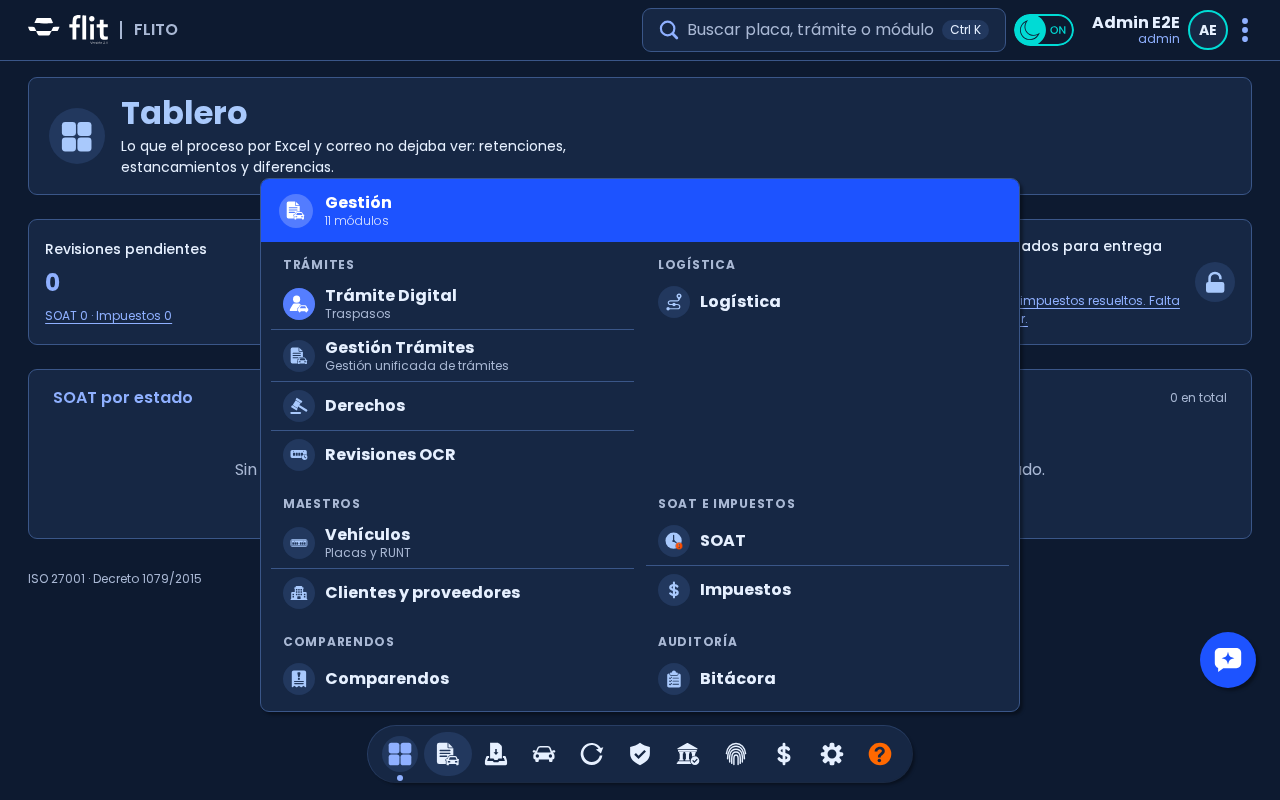 flit
FLITO
Buscar placa, trámite o módulo
Ctrl K
ON
Admin E2E
admin
AE
Tablero
Lo que el proceso por Excel y correo no dejaba ver: retenciones,
estancamientos y diferencias.
Revisiones pendientes
0
SOAT 0 · Impuestos 0
ados para entrega
impuestos resueltos. Falta
r.
SOAT por estado
0 en total
Sin
ado.
Gestión
11 módulos
TRÁMITES
Trámite Digital
Traspasos
Gestión Trámites
Gestión unificada de trámites
Derechos
Revisiones OCR
LOGÍSTICA
Logística
MAESTROS
Vehículos
Placas y RUNT
Clientes y proveedores
SOAT E IMPUESTOS
SOAT
Impuestos
COMPARENDOS
Comparendos
AUDITORÍA
Bitácora
ISO 27001 · Decreto 1079/2015